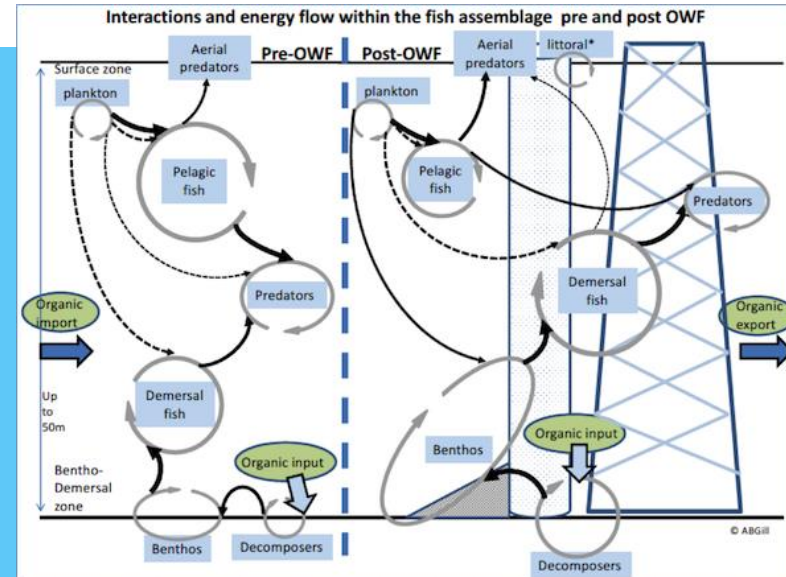 Interactions and energy flow within the fish assemblage pre and post OWF
Surface zone
plankton
Aerial
predators
Pre-OWF
Pelagic
fish
Predators
Organic
import
Demersal
fish
Up
to
50m
Bentho-
Demersal
zone
Organic input
Benthos
Decomposers
Post-OWF
Aerial
predators
littoral*
plankton
Pelagic
fish
Predators
Demersal
fish
Organic
export
Benthos
Organic input
Decomposers
© ABGill